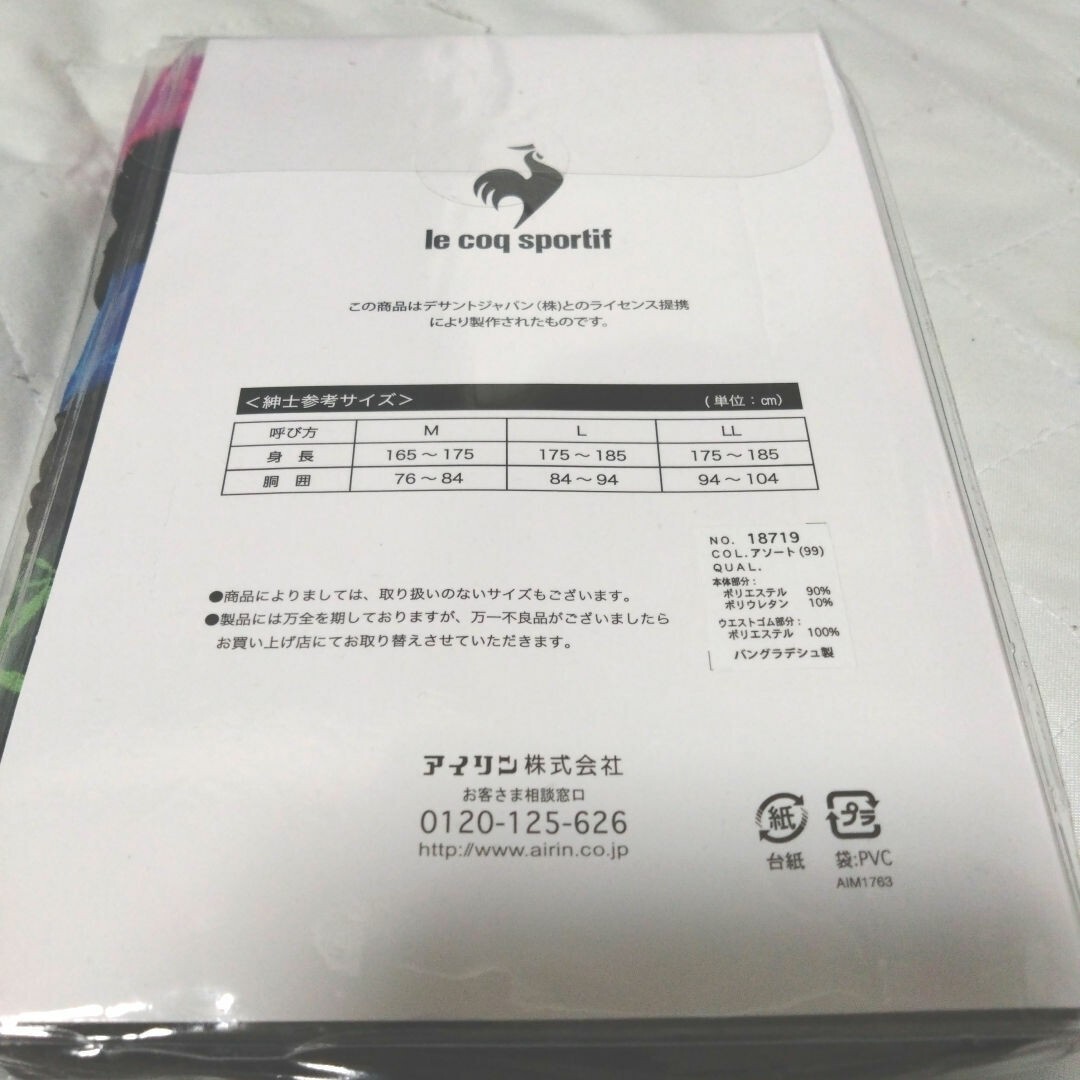 le coq sportif
この商品はデサントジャパン(株)とのライセンス提携
により製作されたものです。
＜紳士参考サイズ＞ (単位：㎝)
呼び方 M L LL
身 長 165～175 175～185 175～185
胴 囲 76～84 84～94 94～104
NO. 18719
COL.アソート(99)
QUAL.
本体部分：
ポリエステル 90%
ポリウレタン 10%
ウエストゴム部分：
ポリエステル 100%
バングラデシュ製
●商品によりましては、取り扱いのないサイズもございます。
●製品には万全を期しておりますが、万一不良品がございましたら
お買い上げ店にてお取り替えさせていただきます。
アイリン株式会社
お客さま相談窓口
0120-125-626
http://www.airin.co.jp
紙
台紙
プラ
袋:PVC
AIM1763